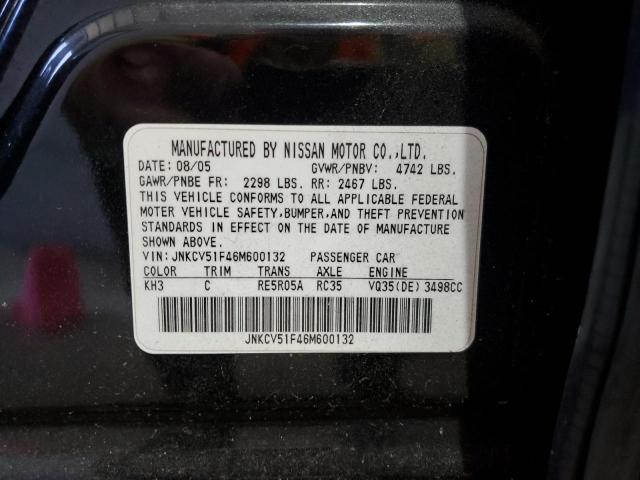 MANUFACTURED BY NISSAN MOTOR CO.,LTD.
DATE: 08/05 GVWR/PNBV: 4742 LBS.
GAWR/PNBE FR: 2298 LBS. RR: 2467 LBS.
THIS VEHICLE CONFORMS TO ALL APPLICABLE FEDERAL
MOTER VEHICLE SAFETY,BUMPER,AND THEFT PREVENTION
STANDARDS IN EFFECT ON THE DATE OF MANUFACTURE
SHOWN ABOVE.
VIN: JNKCV51F46M600132 PASSENGER CAR
COLOR TRIM TRANS AXLE ENGINE
KH3 C RE5R05A RC35 VQ35(DE) 3498CC
JNKCV51F46M600132